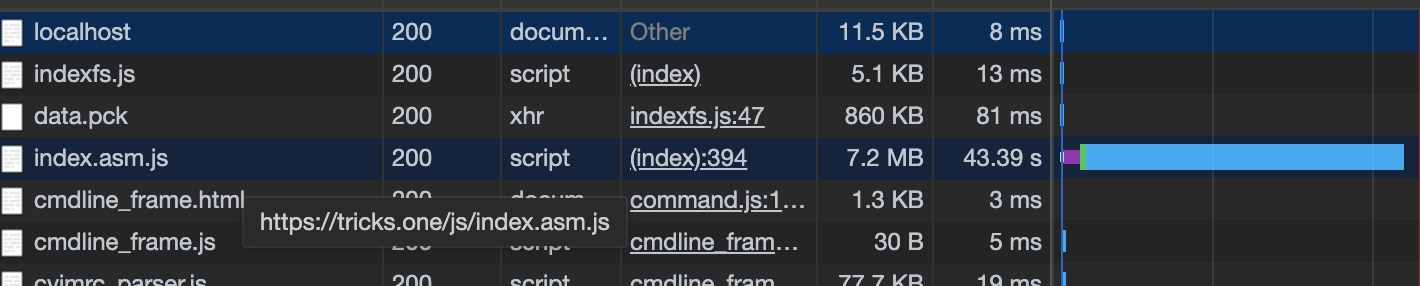 localhost 200 docum... Other 11.5 KB 8 ms
indexfs.js 200 script (index) 5.1 KB 13 ms
data.pck 200 xhr indexfs.js:47 860 KB 81 ms
index.asm.js 200 script (index):394 7.2 MB 43.39 s
cmdline_frame.html 200 docum... command.js:1... 1.3 KB 3 ms
https://tricks.one/js/index.asm.js
cmdline_frame.js 200 script cmdline_fram... 30 B 5 ms
cvimrc_parser.js 200 script cmdline_fram... 77.7 KB 19 ms